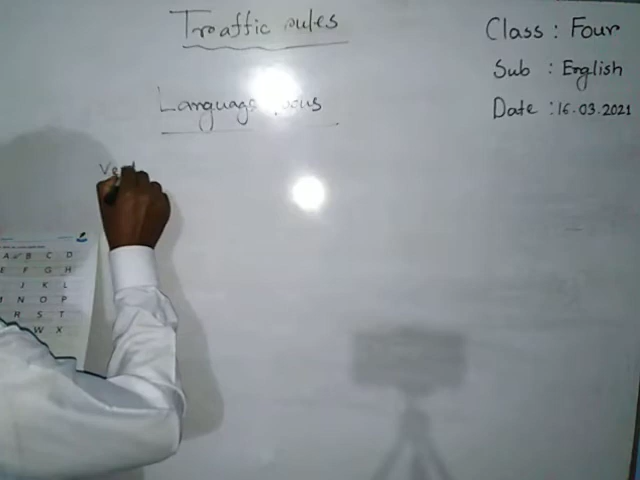 Traffic rules
Language
Class : Four
Sub : English
Date : 16.03.2021
A B C D
E F G H
J K L
M N O P
R S T
W X